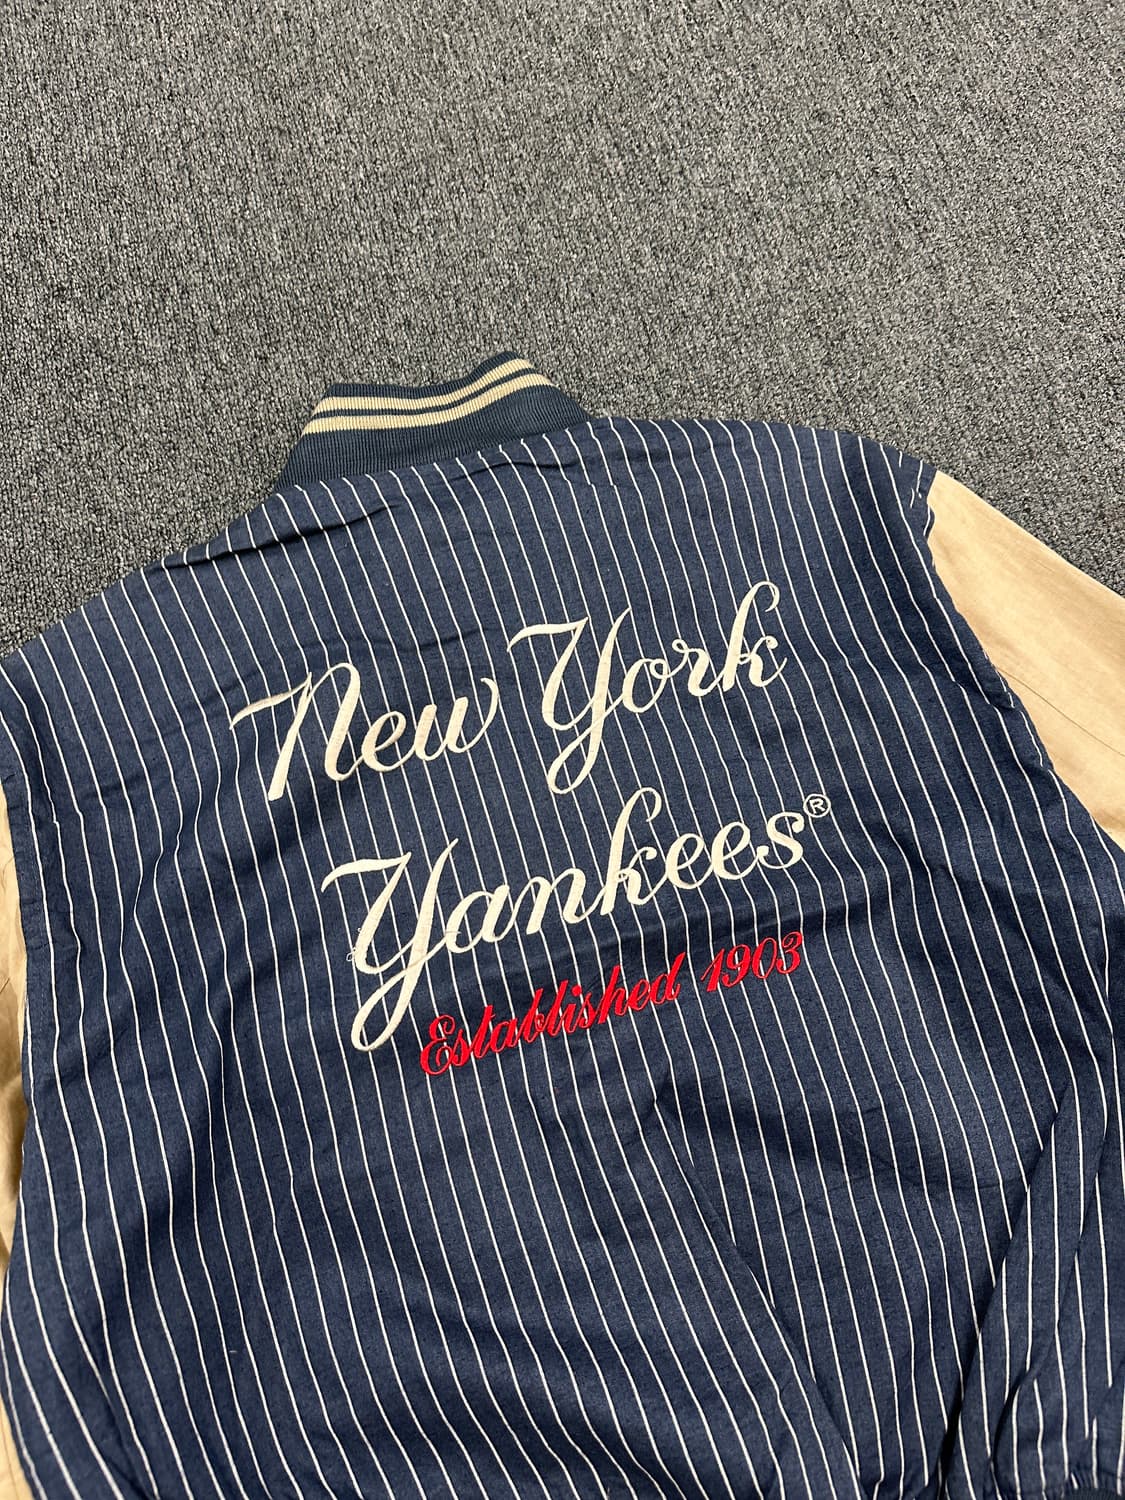 New York
Yankees®
Established 1903